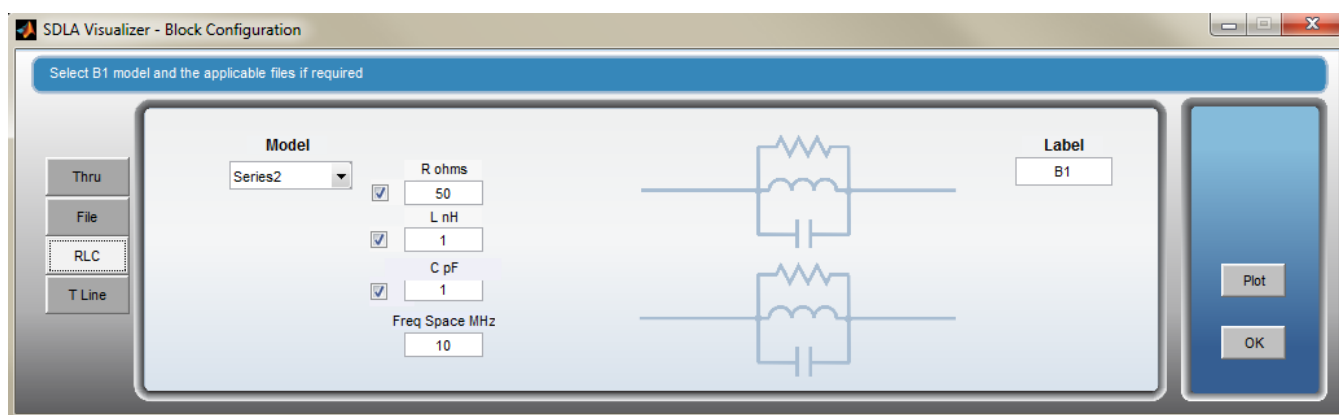 SDLA Visualizer - Block Configuration
Select B1 model and the applicable files if required
Thru
File
RLC
T Line
Model
Series2
R ohms
50
L nH
1
C pF
1
Freq Space MHz
10
Label
B1
Plot
OK